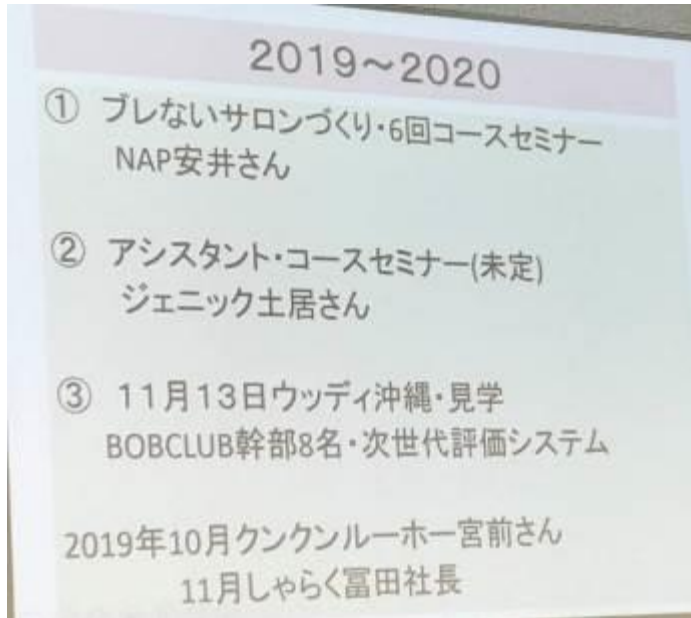 2019～2020
① ブレないサロンづくり・6回コースセミナー
NAP安井さん
② アシスタント・コースセミナー(未定)
ジェニック土居さん
③ 11月13日ウッディ沖縄・見学
BOBCLUB幹部8名・次世代評価システム
2019年10月クンクンルーホー宮前さん
11月しゃらく冨田社長